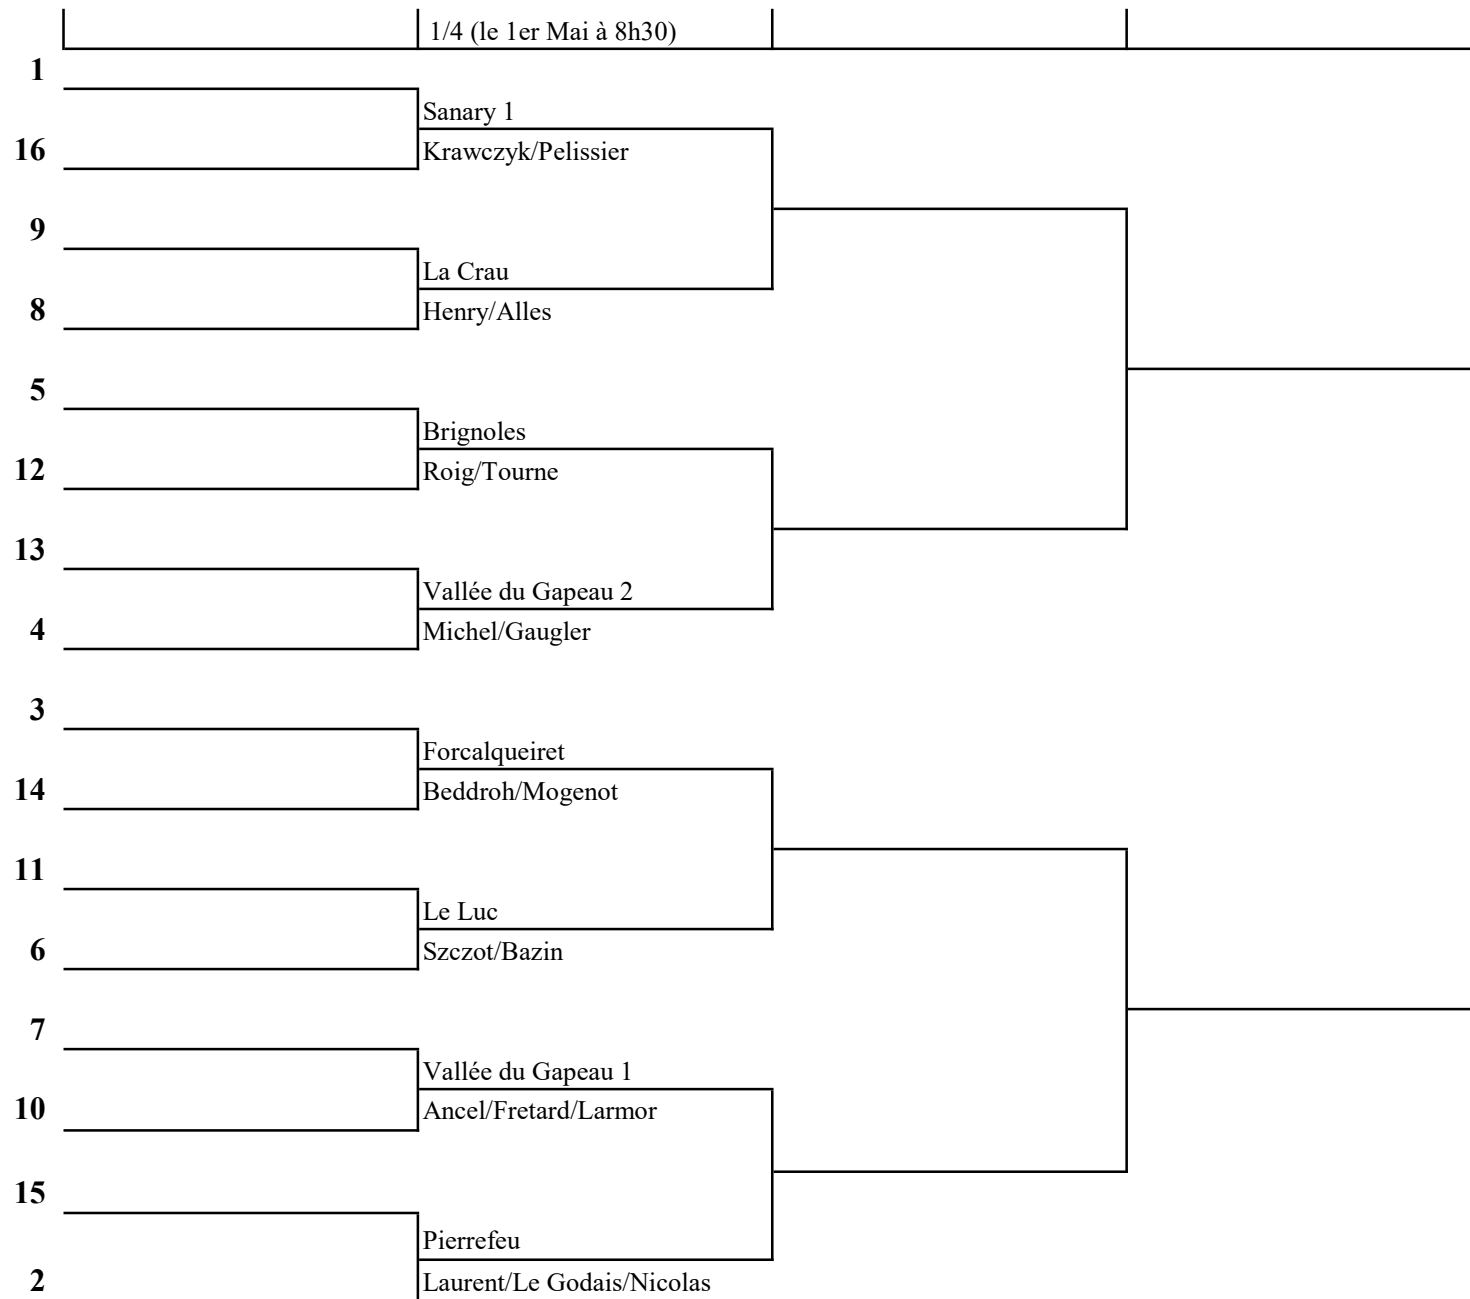 1/4 (le 1er Mai à 8h30)
1
Sanary 1
16
Krawczyk/Pelissier
9
La Crau
8
Henry/Alles
5
Brignoles
12
Roig/Tourne
13
Vallée du Gapeau 2
4
Michel/Gaugler
3
Forcalqueiret
14
Beddroh/Mogenot
11
Le Luc
6
Szczot/Bazin
7
Vallée du Gapeau 1
10
Ancel/Fretard/Larmor
15
Pierrefeu
2
Laurent/Le Godais/Nicolas